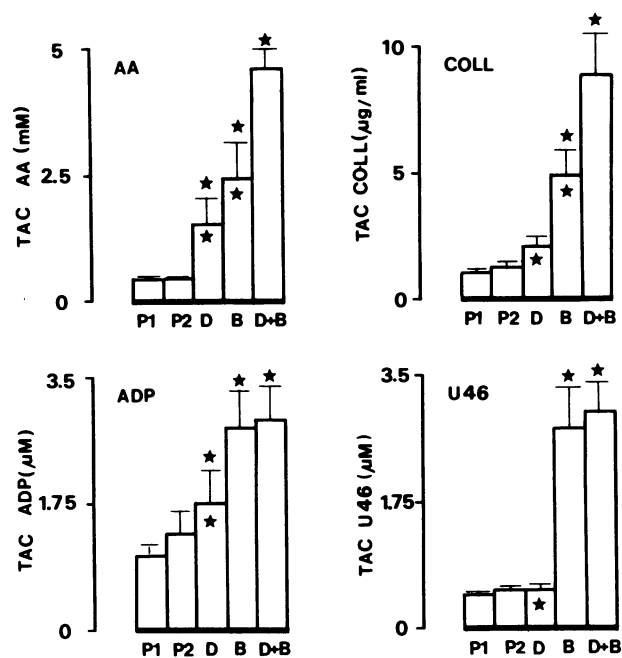 5
AA
TAC AA (mM)
2.5
0
P1 P2 D B D+B
10
COLL
TAC COLL (µg/ml)
5
0
P1 P2 D B D+B
3.5
ADP
TAC ADP (µM)
1.75
0
P1 P2 D B D+B
3.5
U46
TAC U46 (µM)
1.75
0
P1 P2 D B D+B